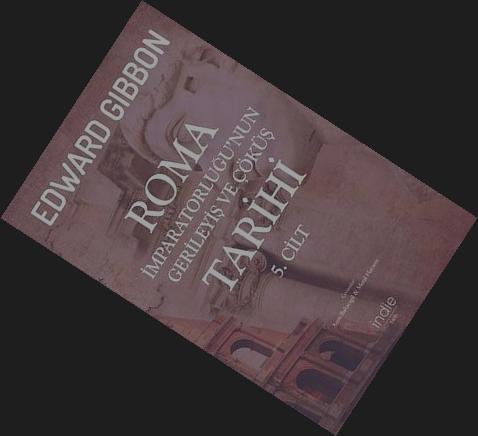 EDWARD GIBBON
ROMA
İMPARATORLUĞU'NUN
GERİLEYİŞ VE ÇÖKÜŞ
TARİHİ
5. CİLT
indie